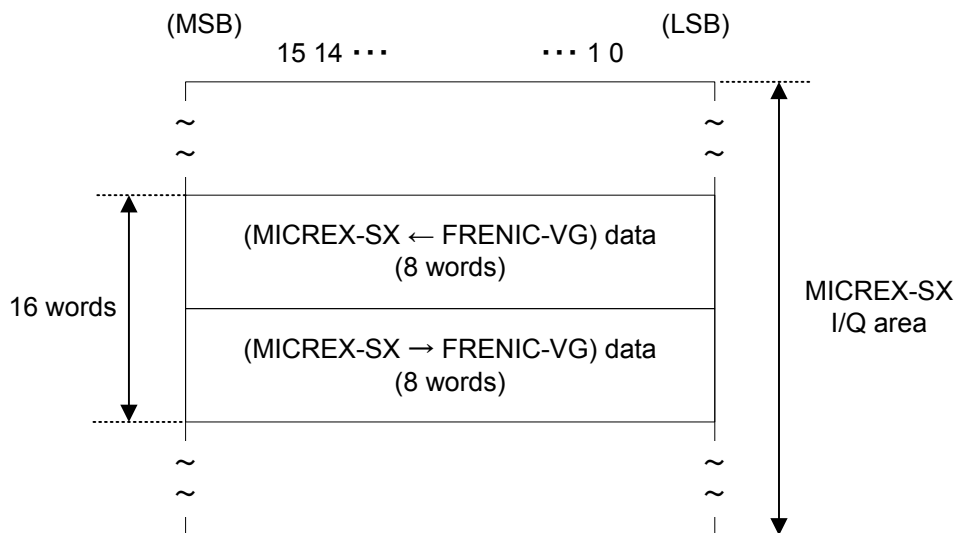 (MSB) (LSB)
15 14 ··· ··· 1 0
~ ~
~ ~
(MICREX-SX ← FRENIC-VG) data
(8 words)
16 words
MICREX-SX
I/Q area
(MICREX-SX → FRENIC-VG) data
(8 words)
~ ~
~ ~